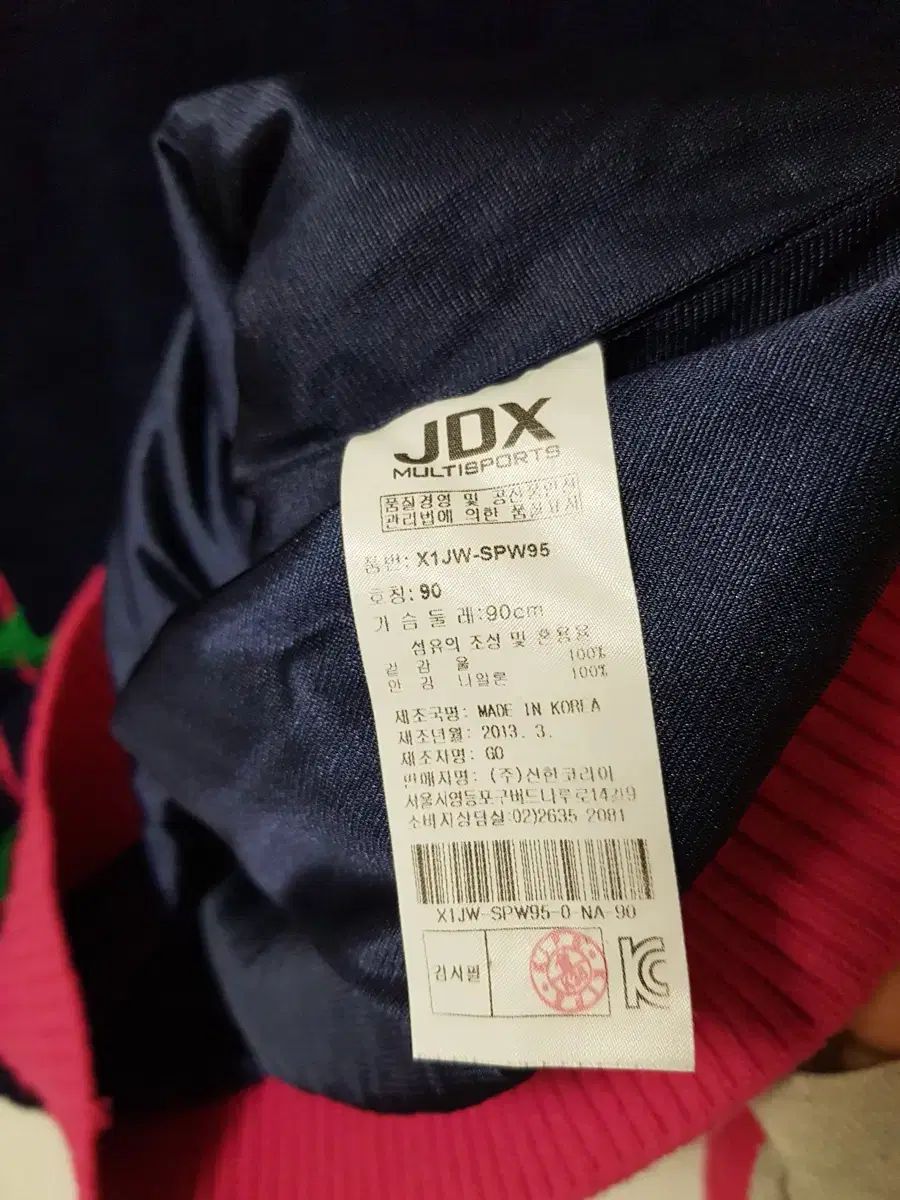 JDX
MULTISPORTS
품질경영 및 공산품안전
관리법에 의한 품질표시
품번: X1JW-SPW95
호칭: 90
가슴둘레:90cm
섬유의 조성 및 혼용율
겉감 울 100%
안감 나일론 100%
제조국명: MADE IN KOREA
제조년월: 2013. 3.
제조자명: GO
판매자명: (주)신한코리아
서울시영등포구버드나루로14길9
소비자상담실:02)2635 2081
X1JW-SPW95-0-NA-90
검사필